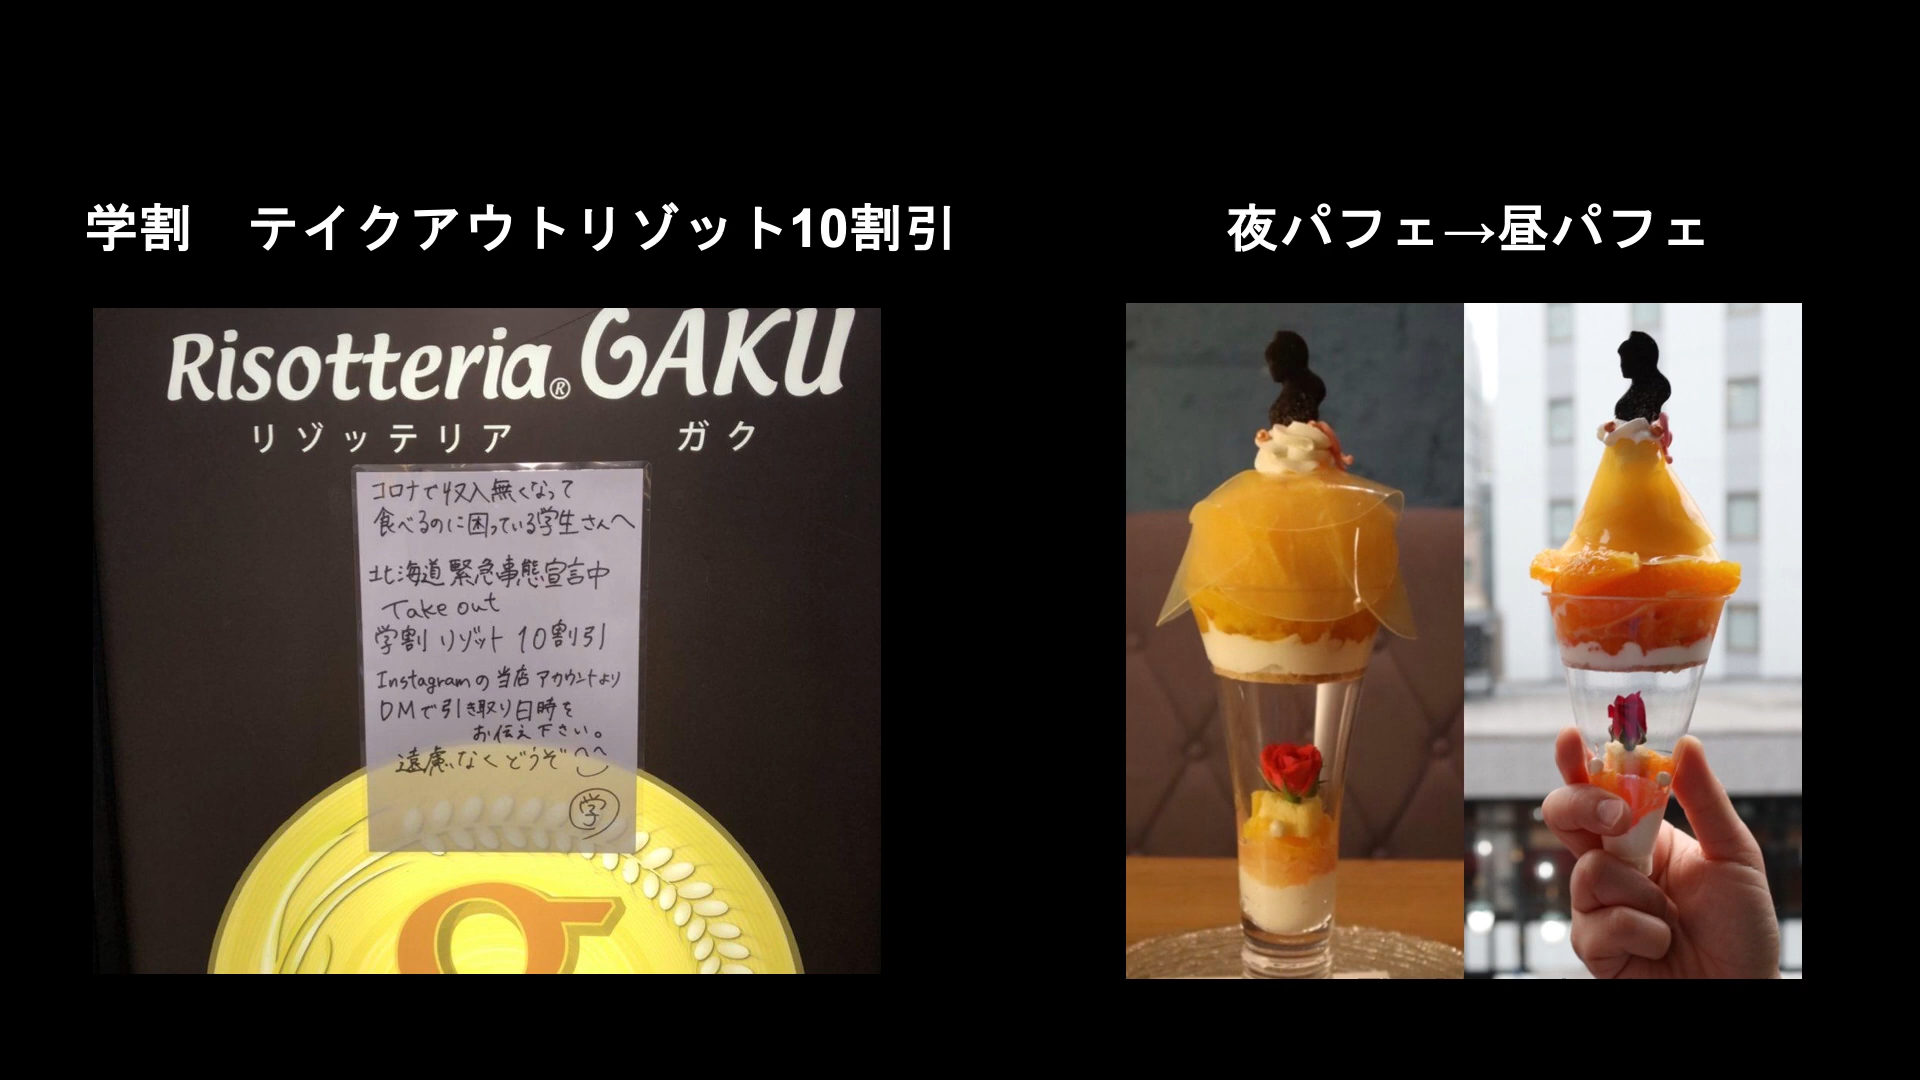 学割　テイクアウトリゾット10割引
夜パフェ→昼パフェ
Risotteria® GAKU
リゾッテリア ガク
コロナで収入無くなって
食べるのに困っている学生さんへ
北海道緊急事態宣言中
Take out
学割 リゾット 10割引
Instagramの当店アカウントより
DMで引き取り日時を
お伝え下さい。
遠慮なくどうぞ^^
学